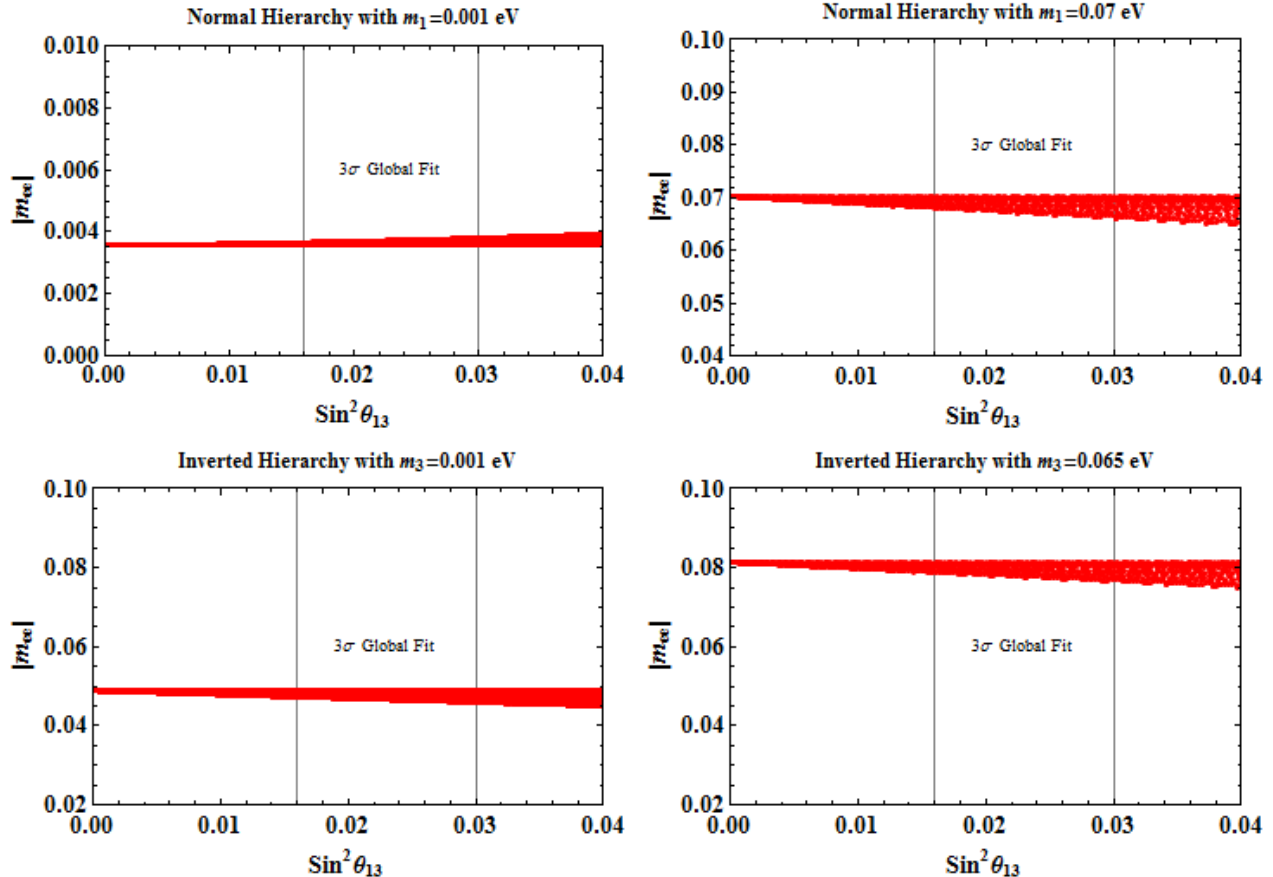 Normal Hierarchy with m₁=0.001 eV
0.010
0.008
0.006
0.004
0.002
0.000
|mₑₑ|
3σ Global Fit
0.00 0.01 0.02 0.03 0.04
Sin²θ₁₃
Normal Hierarchy with m₁=0.07 eV
0.10
0.09
0.08
0.07
0.06
0.05
0.04
|mₑₑ|
3σ Global Fit
0.00 0.01 0.02 0.03 0.04
Sin²θ₁₃
Inverted Hierarchy with m₃=0.001 eV
0.10
0.08
0.06
0.04
0.02
|mₑₑ|
3σ Global Fit
0.00 0.01 0.02 0.03 0.04
Sin²θ₁₃
Inverted Hierarchy with m₃=0.065 eV
0.10
0.08
0.06
0.04
0.02
|mₑₑ|
3σ Global Fit
0.00 0.01 0.02 0.03 0.04
Sin²θ₁₃